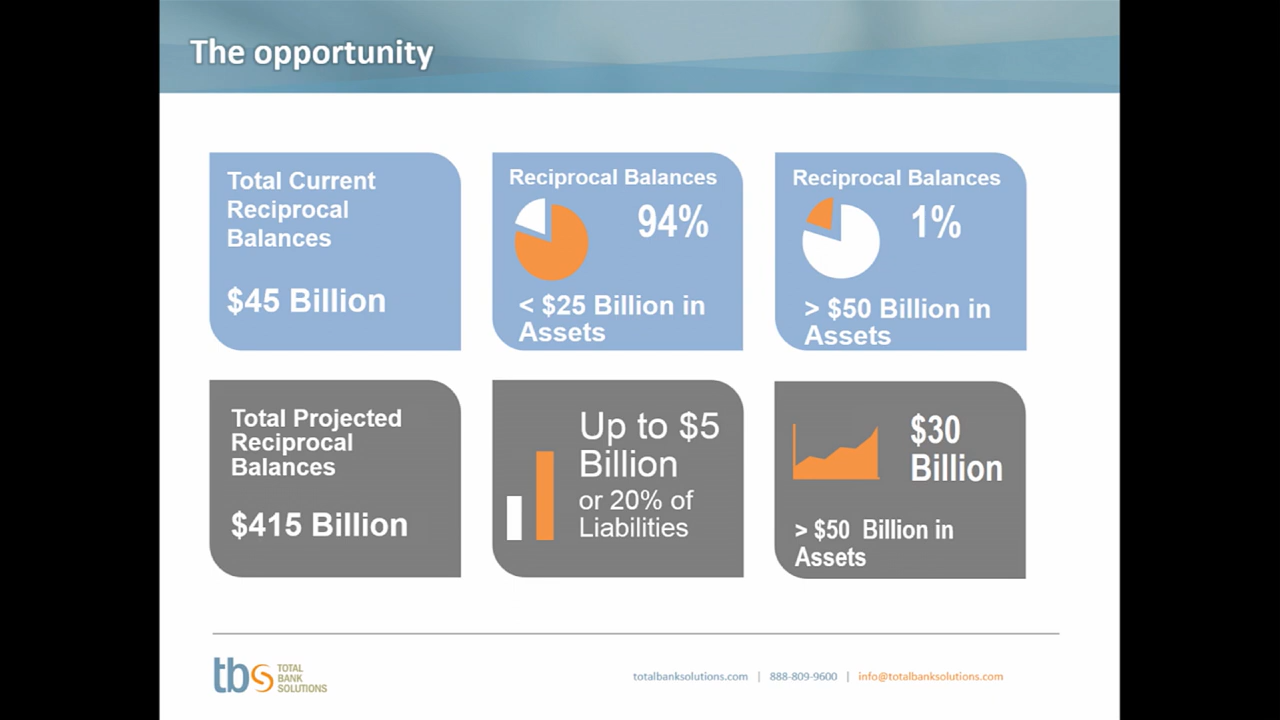 The opportunity
Total Current
Reciprocal
Balances
$45 Billion
Reciprocal Balances
94%
< $25 Billion in
Assets
Reciprocal Balances
1%
> $50 Billion in
Assets
Total Projected
Reciprocal
Balances
$415 Billion
Up to $5
Billion
or 20% of
Liabilities
$30
Billion
> $50 Billion in
Assets
tbs TOTAL
BANK
SOLUTIONS
totalbanksolutions.com | 888-809-9600 | info@totalbanksolutions.com